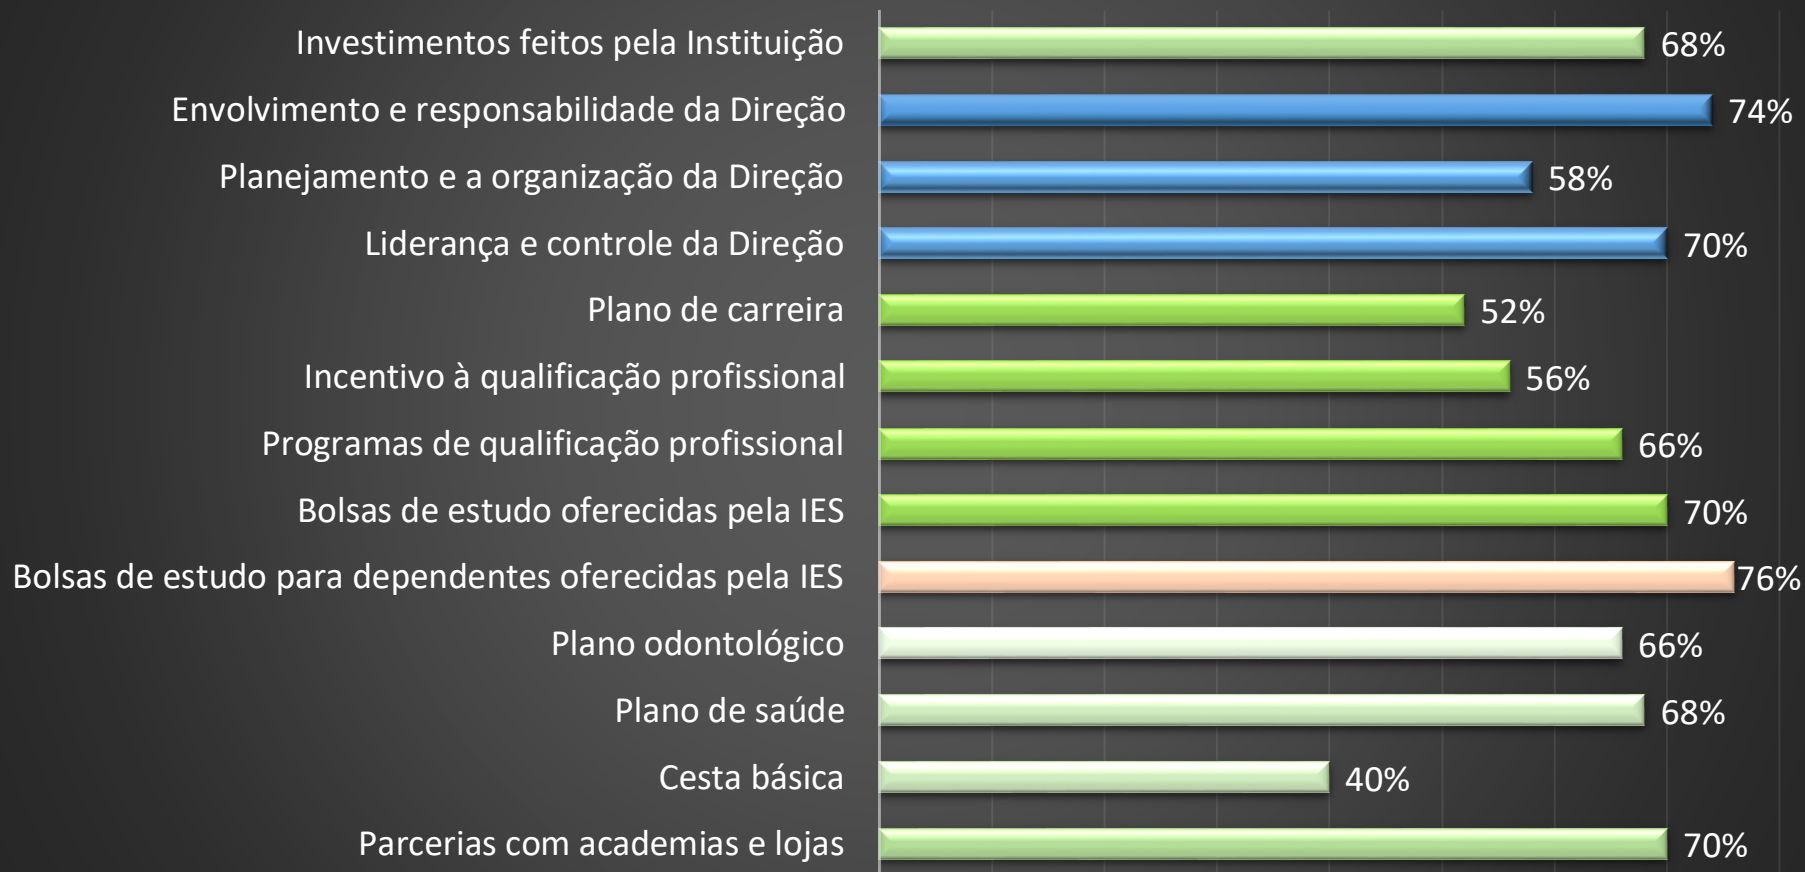 Investimentos feitos pela Instituição 68%
Envolvimento e responsabilidade da Direção 74%
Planejamento e a organização da Direção 58%
Liderança e controle da Direção 70%
Plano de carreira 52%
Incentivo à qualificação profissional 56%
Programas de qualificação profissional 66%
Bolsas de estudo oferecidas pela IES 70%
Bolsas de estudo para dependentes oferecidas pela IES 76%
Plano odontológico 66%
Plano de saúde 68%
Cesta básica 40%
Parcerias com academias e lojas 70%